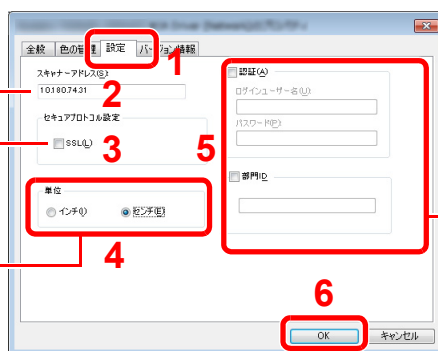 全般 色の管理 設定 バージョン情報
1
スキャナーアドレス(S):
10.180.74.31
2
セキュアプロトコル設定
SSL(L)
3
単位
インチ(I) センチ(E)
4
認証(A)
ログインユーザー名(U):
パスワード(P):
5
部門ID
6
OK キャンセル